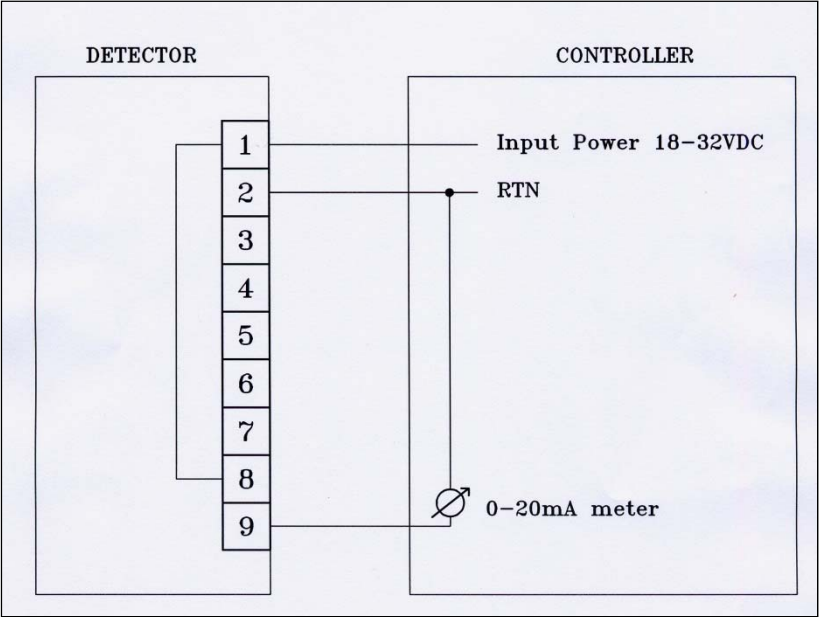 DETECTOR
CONTROLLER
1
Input Power 18-32VDC
2
RTN
3
4
5
6
7
8
9
0-20mA meter